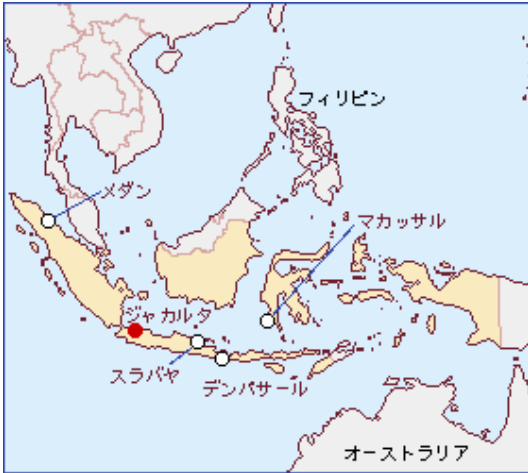 フィリピン
メダン
マカッサル
ジャカルタ
スラバヤ
デンパサール
オーストラリア